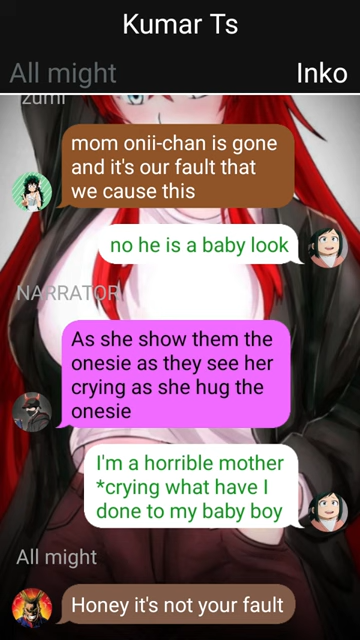 Kumar Ts
All might
Inko
zumi
mom onii-chan is gone
and it's our fault that
we cause this
no he is a baby look
NARRATOR
As she show them the
onesie as they see her
crying as she hug the
onesie
I'm a horrible mother
*crying what have I
done to my baby boy
All might
Honey it's not your fault